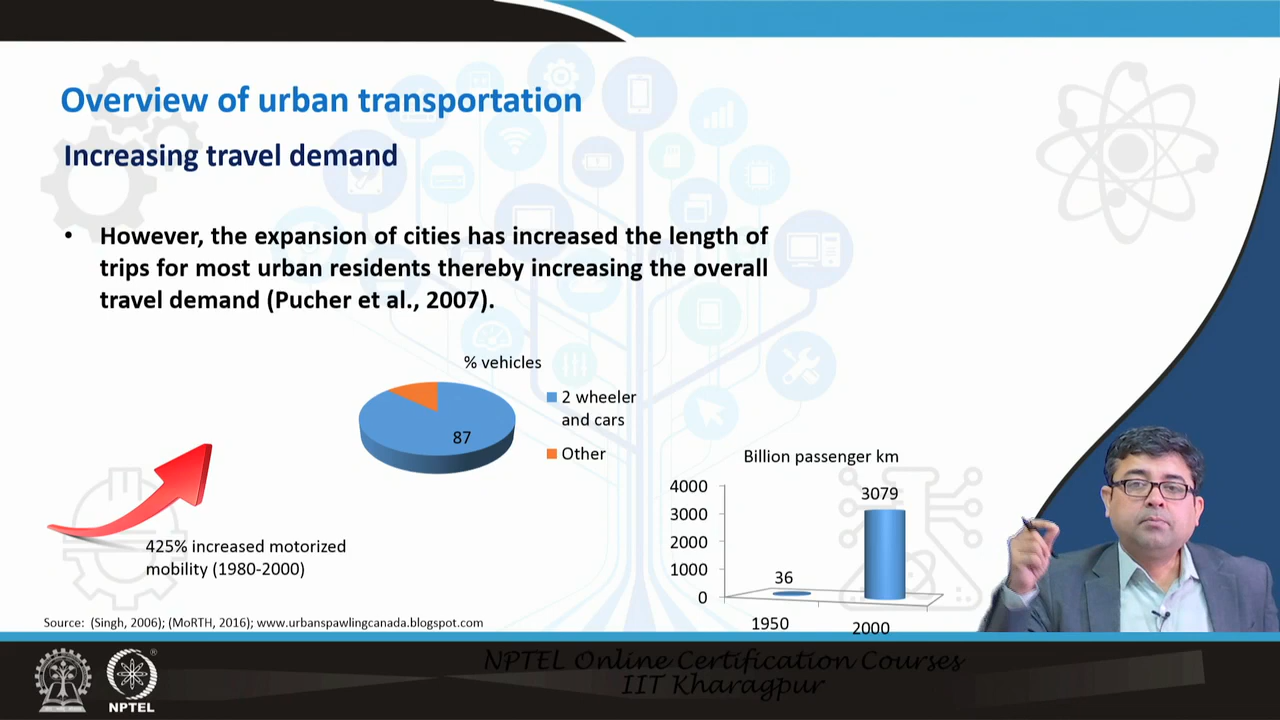 Overview of urban transportation
Increasing travel demand
• However, the expansion of cities has increased the length of
trips for most urban residents thereby increasing the overall
travel demand (Pucher et al., 2007).
% vehicles
87
2 wheeler
and cars
Other
425% increased motorized
mobility (1980-2000)
Billion passenger km
4000
3000
2000
1000
0
36
3079
1950
2000
Source: (Singh, 2006); (MoRTH, 2016); www.urbanspawlingcanada.blogspot.com
NPTEL Online Certification Courses
IIT Kharagpur
NPTEL
®